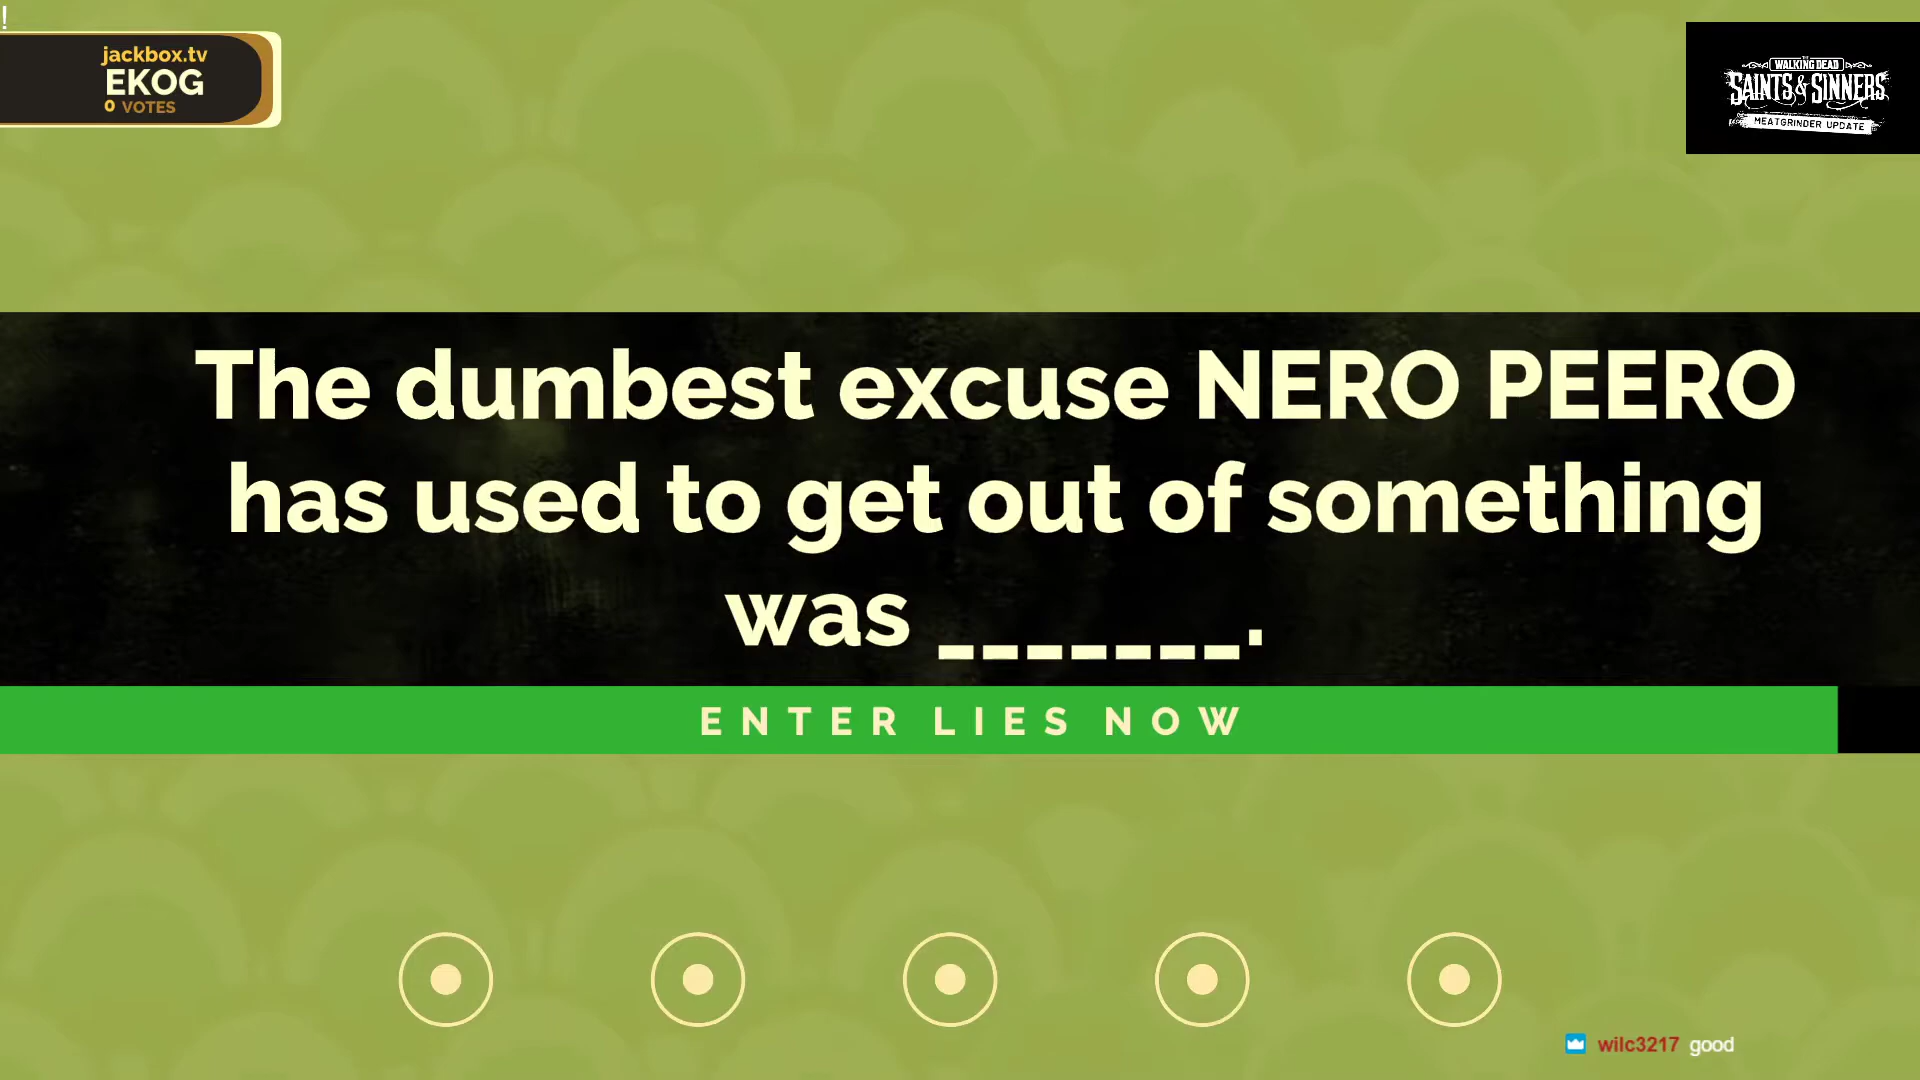 !
jackbox.tv
EKOG
0 VOTES
THE
WALKING DEAD
SAINTS & SINNERS
MEATGRINDER UPDATE
The dumbest excuse NERO PEERO
has used to get out of something
was _______.
ENTER LIES NOW
wilc3217 good